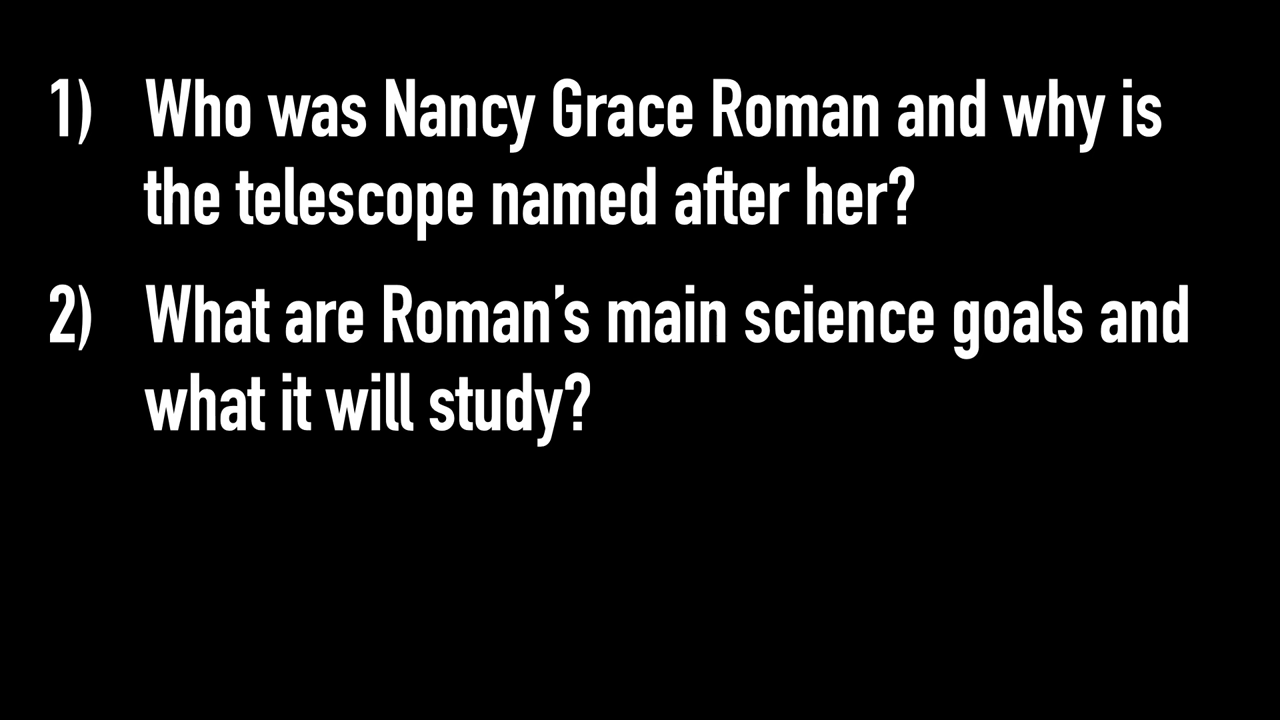 1) Who was Nancy Grace Roman and why is
the telescope named after her?
2) What are Roman’s main science goals and
what it will study?